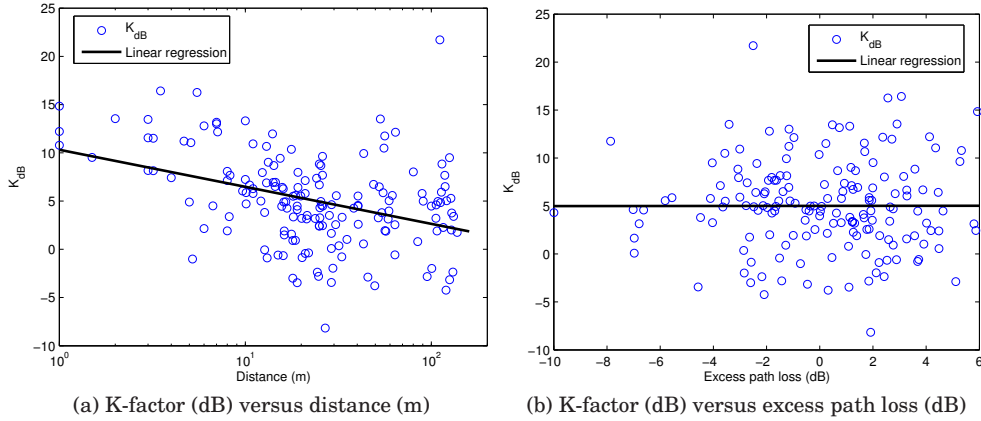 25
20
15
10
5
0
−5
−10
K_dB
K_dB
Linear regression
10^0
10^1
10^2
Distance (m)
(a) K-factor (dB) versus distance (m)
25
20
15
10
5
0
−5
−10
K_dB
K_dB
Linear regression
−10
−8
−6
−4
−2
0
2
4
6
Excess path loss (dB)
(b) K-factor (dB) versus excess path loss (dB)